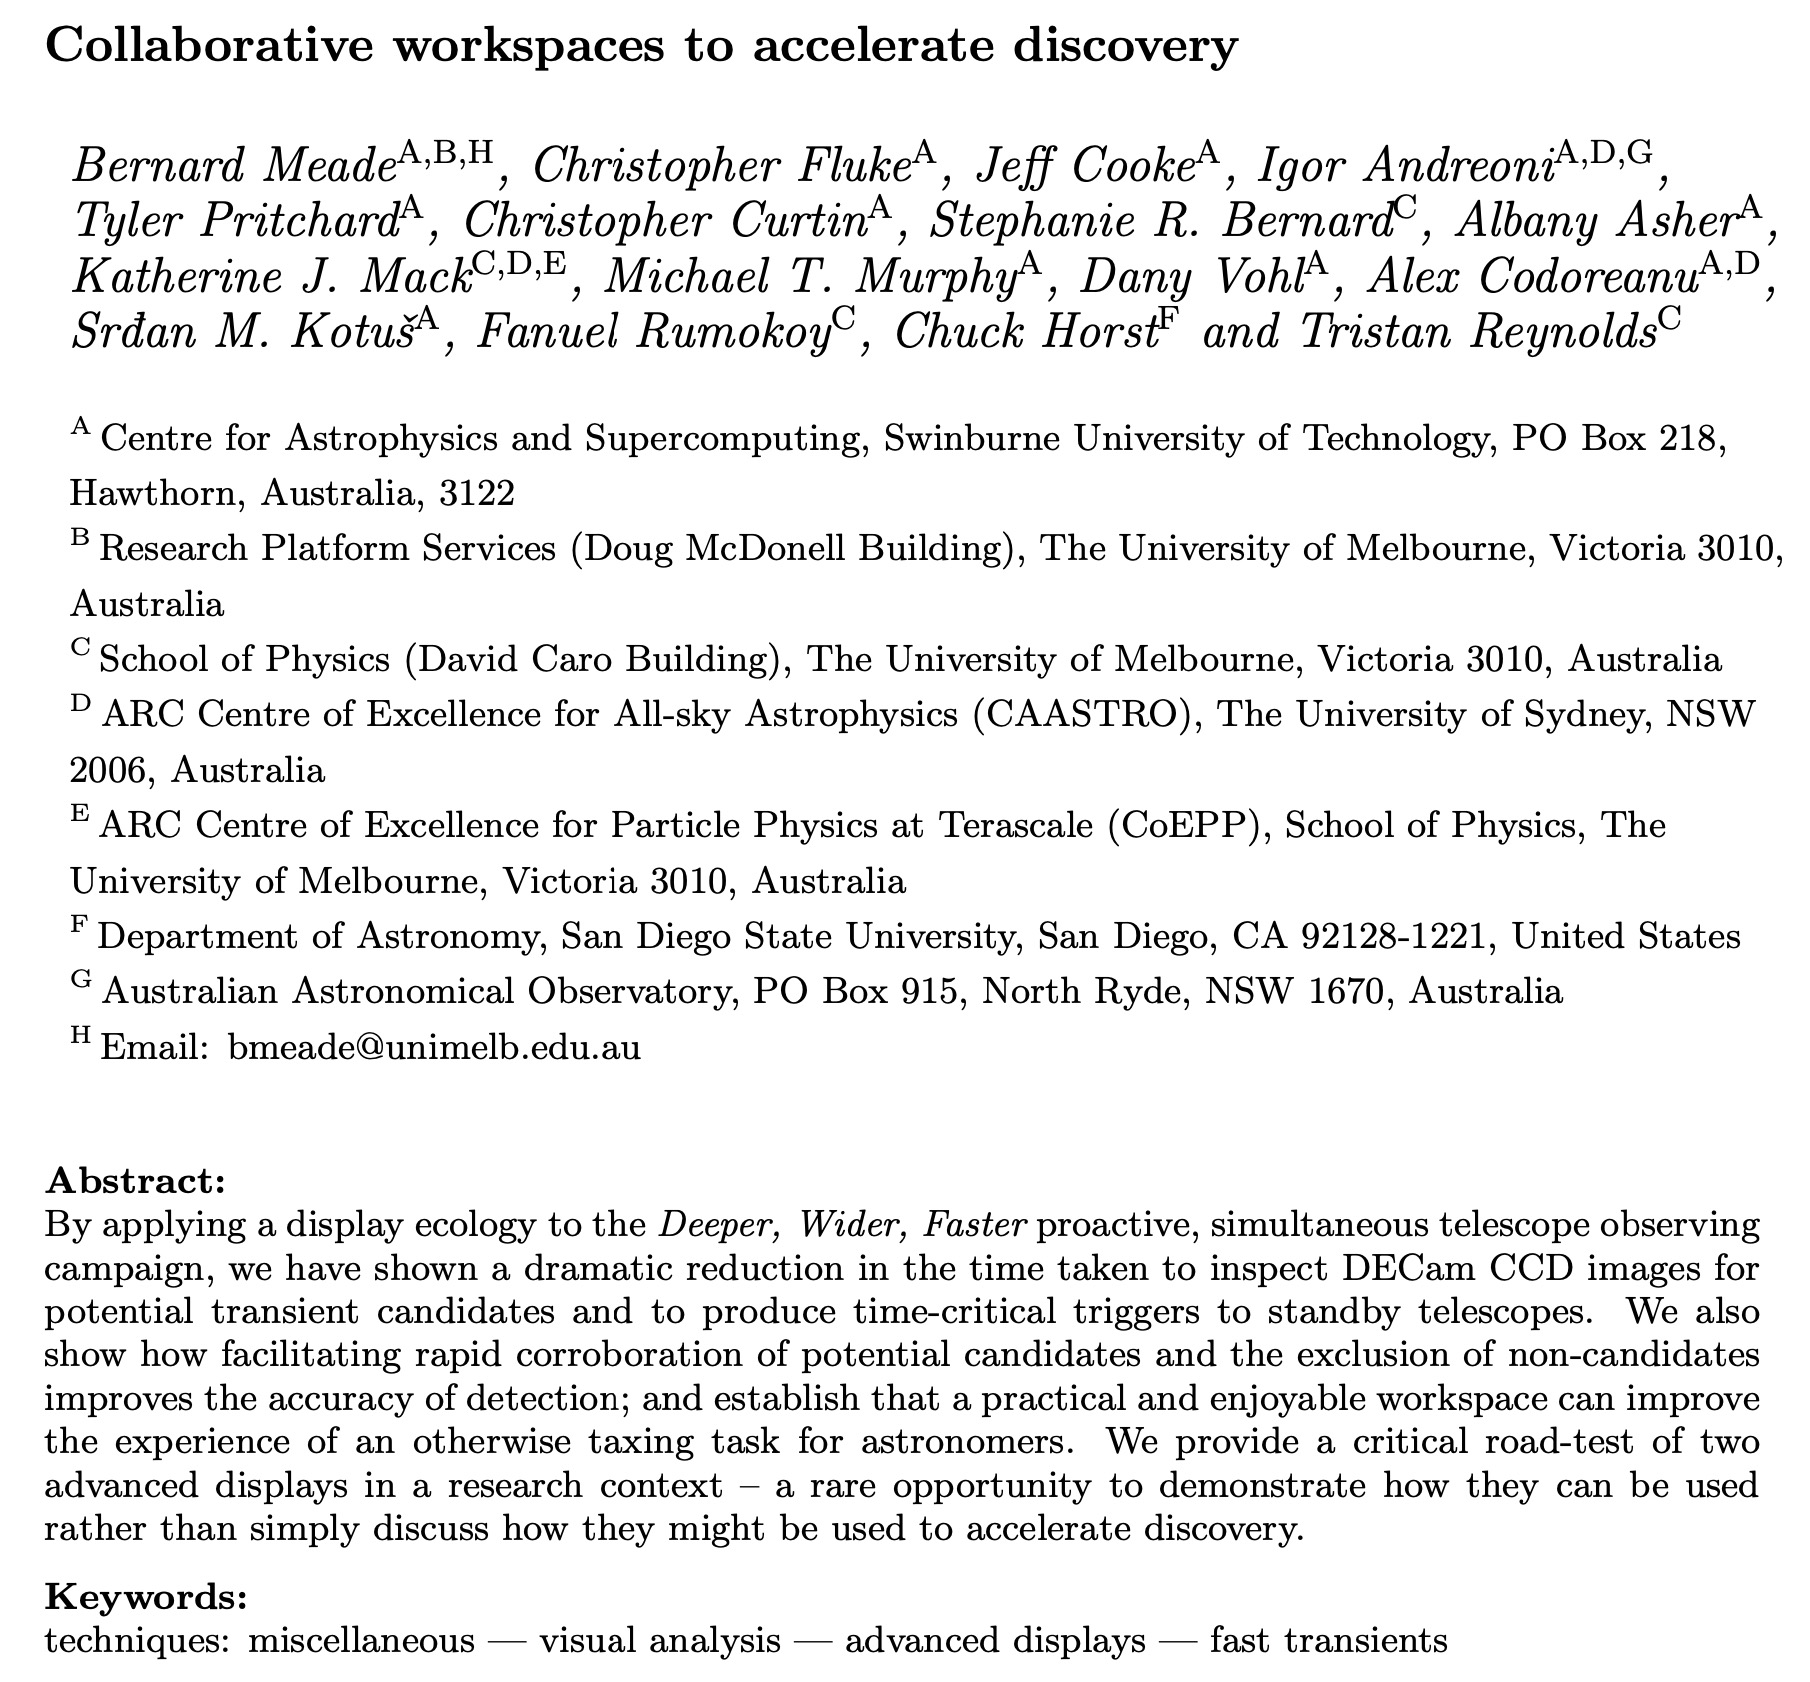 Collaborative workspaces to accelerate discovery
Bernard Meade^A,B,H, Christopher Fluke^A, Jeff Cooke^A, Igor Andreoni^A,D,G,
Tyler Pritchard^A, Christopher Curtin^A, Stephanie R. Bernard^C, Albany Asher^A,
Katherine J. Mack^C,D,E, Michael T. Murphy^A, Dany Vohl^A, Alex Codoreanu^A,D,
Srđan M. Kotuš^A, Fanuel Rumokoy^C, Chuck Horst^F and Tristan Reynolds^C
^A Centre for Astrophysics and Supercomputing, Swinburne University of Technology, PO Box 218,
Hawthorn, Australia, 3122
^B Research Platform Services (Doug McDonell Building), The University of Melbourne, Victoria 3010,
Australia
^C School of Physics (David Caro Building), The University of Melbourne, Victoria 3010, Australia
^D ARC Centre of Excellence for All-sky Astrophysics (CAASTRO), The University of Sydney, NSW
2006, Australia
^E ARC Centre of Excellence for Particle Physics at Terascale (CoEPP), School of Physics, The
University of Melbourne, Victoria 3010, Australia
^F Department of Astronomy, San Diego State University, San Diego, CA 92128-1221, United States
^G Australian Astronomical Observatory, PO Box 915, North Ryde, NSW 1670, Australia
^H Email: bmeade@unimelb.edu.au
Abstract:
By applying a display ecology to the Deeper, Wider, Faster proactive, simultaneous telescope observing
campaign, we have shown a dramatic reduction in the time taken to inspect DECam CCD images for
potential transient candidates and to produce time-critical triggers to standby telescopes. We also
show how facilitating rapid corroboration of potential candidates and the exclusion of non-candidates
improves the accuracy of detection; and establish that a practical and enjoyable workspace can improve
the experience of an otherwise taxing task for astronomers. We provide a critical road-test of two
advanced displays in a research context – a rare opportunity to demonstrate how they can be used
rather than simply discuss how they might be used to accelerate discovery.
Keywords:
techniques: miscellaneous — visual analysis — advanced displays — fast transients